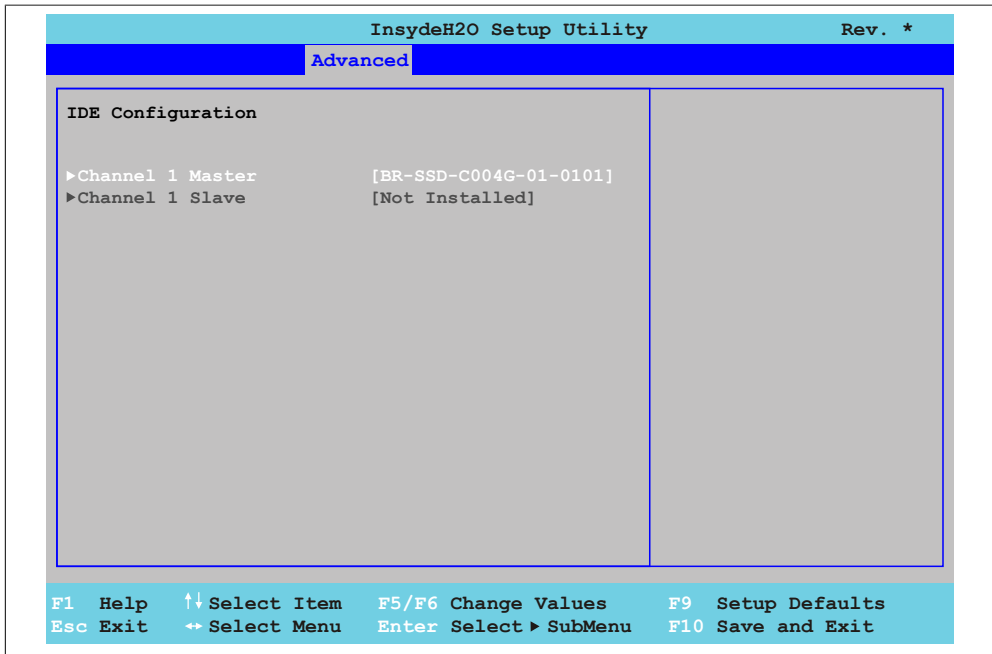 InsydeH2O Setup Utility Rev. *
Advanced
IDE Configuration
▶Channel 1 Master [BR-SSD-C004G-01-0101]
▶Channel 1 Slave [Not Installed]
F1 Help ↑↓ Select Item F5/F6 Change Values F9 Setup Defaults
Esc Exit ↔ Select Menu Enter Select ▶ SubMenu F10 Save and Exit